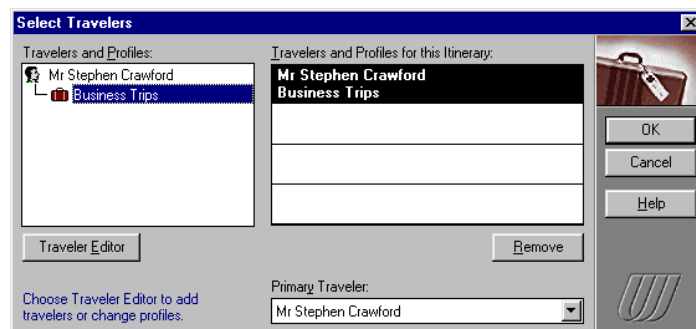 Select Travelers
Travelers and Profiles:
Mr Stephen Crawford
Business Trips
Traveler Editor
Choose Traveler Editor to add
travelers or change profiles.
Travelers and Profiles for this Itinerary:
Mr Stephen Crawford
Business Trips
Remove
Primary Traveler:
Mr Stephen Crawford
OK
Cancel
Help